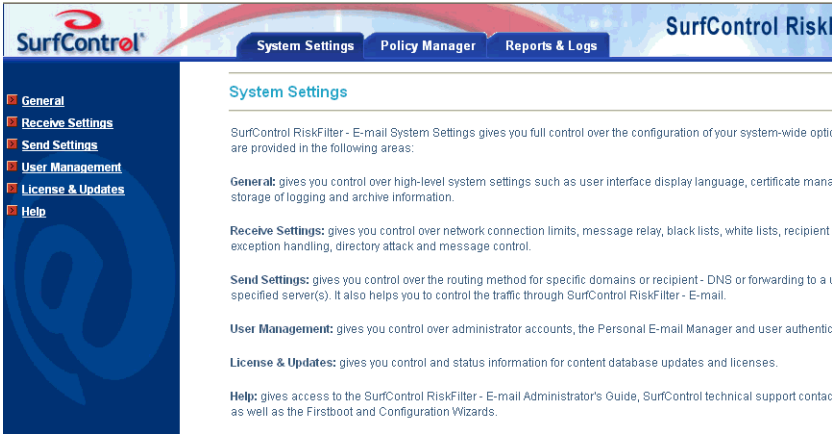 SurfControl
System Settings
Policy Manager
Reports & Logs
SurfControl
General
Receive Settings
Send Settings
User Management
License & Updates
Help
System Settings
SurfControl RiskFilter - E-mail System Settings gives you full control over the configuration of your system-wide
are provided in the following areas:
General: gives you control over high-level system settings such as user interface display language, certificate
storage of logging and archive information.
Receive Settings: gives you control over network connection limits, message relay, black lists, white lists, recipient
exception handling, directory attack and message control.
Send Settings: gives you control over the routing method for specific domains or recipient - DNS or forwarding to a
specified server(s). It also helps you to control the traffic through SurfControl RiskFilter - E-mail.
User Management: gives you control over administrator accounts, the Personal E-mail Manager and user
License & Updates: gives you control and status information for content database updates and licenses.
Help: gives access to the SurfControl RiskFilter - E-mail Administrator's Guide, SurfControl technical support
as well as the Firstboot and Configuration Wizards.